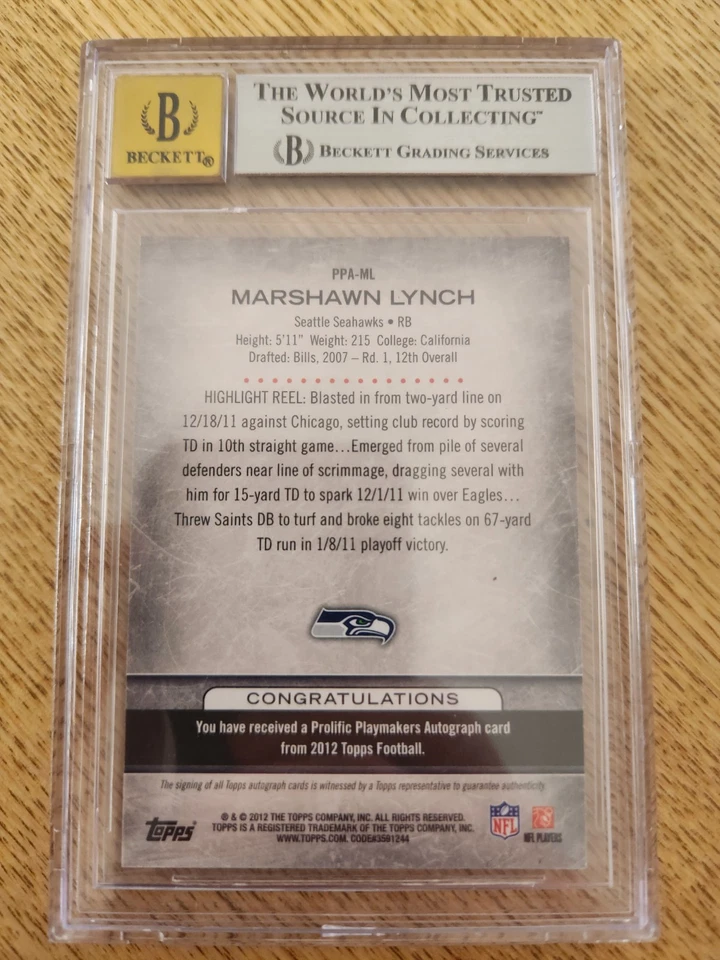 B
BECKETT®
THE WORLD'S MOST TRUSTED
SOURCE IN COLLECTING™
B BECKETT GRADING SERVICES
PPA-ML
MARSHAWN LYNCH
Seattle Seahawks • RB
Height: 5'11" Weight: 215 College: California
Drafted: Bills, 2007 – Rd. 1, 12th Overall
HIGHLIGHT REEL: Blasted in from two-yard line on
12/18/11 against Chicago, setting club record by scoring
TD in 10th straight game...Emerged from pile of several
defenders near line of scrimmage, dragging several with
him for 15-yard TD to spark 12/1/11 win over Eagles...
Threw Saints DB to turf and broke eight tackles on 67-yard
TD run in 1/8/11 playoff victory.
CONGRATULATIONS
You have received a Prolific Playmakers Autograph card
from 2012 Topps Football.
The signing of all Topps autograph cards is witnessed by a Topps representative to guarantee authenticity.
Topps®
® & © 2012 THE TOPPS COMPANY, INC. ALL RIGHTS RESERVED.
TOPPS IS A REGISTERED TRADEMARK OF THE TOPPS COMPANY, INC.
WWW.TOPPS.COM. CODE#3591244
NFL
NFL PLAYERS